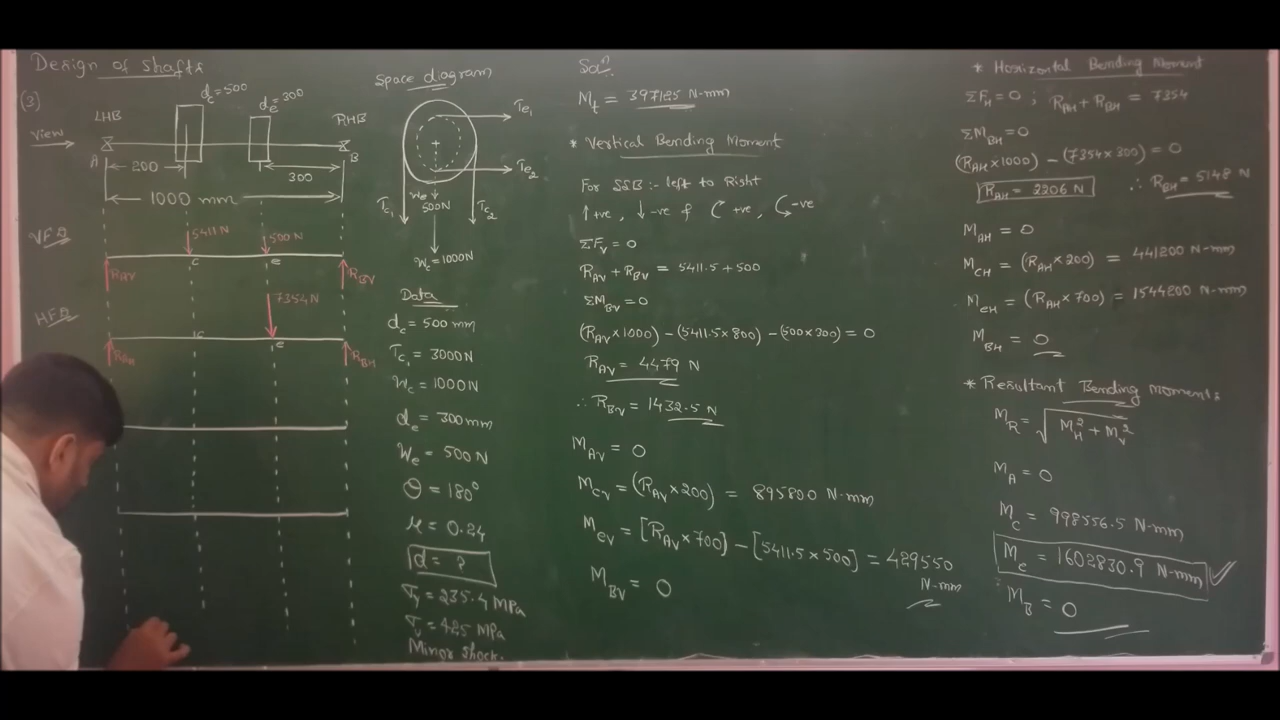 Design of Shafts
(3)
d_c = 500
d_e = 300
LHB
RHB
View
A
B
200
300
1000 mm
VFD
5411 N
500 N
c
e
R_AV
R_BV
7354 N
HFD
c
e
R_AH
R_BH
Space diagram
T_e1
T_e2
W_e
500N
T_c1
T_c2
W_c = 1000N
Data
d_c = 500 mm
T_c1 = 3000 N
W_c = 1000 N
d_e = 300 mm
W_e = 500 N
θ = 180°
μ = 0.24
d = ?
σ_y = 235.4 MPa
σ_u = 425 MPa
Minor shock.
Solⁿ.
M_t = 397125 N-mm
* Vertical Bending Moment
For SSB :- left to Right
↑ +ve, ↓ -ve & +ve, -ve
ΣF_V = 0
R_AV + R_BV = 5411.5 + 500
ΣM_BV = 0
(R_AV × 1000) - (5411.5 × 800) - (500 × 300) = 0
R_AV = 4479 N
∴ R_BV = 1432.5 N
M_AV = 0
M_CV = (R_AV × 200) = 895800 N-mm
M_eV = [R_AV × 700] - [5411.5 × 500] = 429550
N-mm
M_BV = 0
* Horizontal Bending Moment
ΣF_H = 0 ; R_AH + R_BH = 7354
ΣM_BH = 0
(R_AH × 1000) - (7354 × 300) = 0
R_AH = 2206 N ∴ R_BH = 5148 N
M_AH = 0
M_CH = (R_AH × 200) = 441200 N-mm
M_eH = (R_AH × 700) = 1544200 N-mm
M_BH = 0
* Resultant Bending Moment:
M_R = √(M_H² + M_V²)
M_A = 0
M_C = 998556.5 N-mm
M_e = 1602830.9 N-mm ✓
M_B = 0